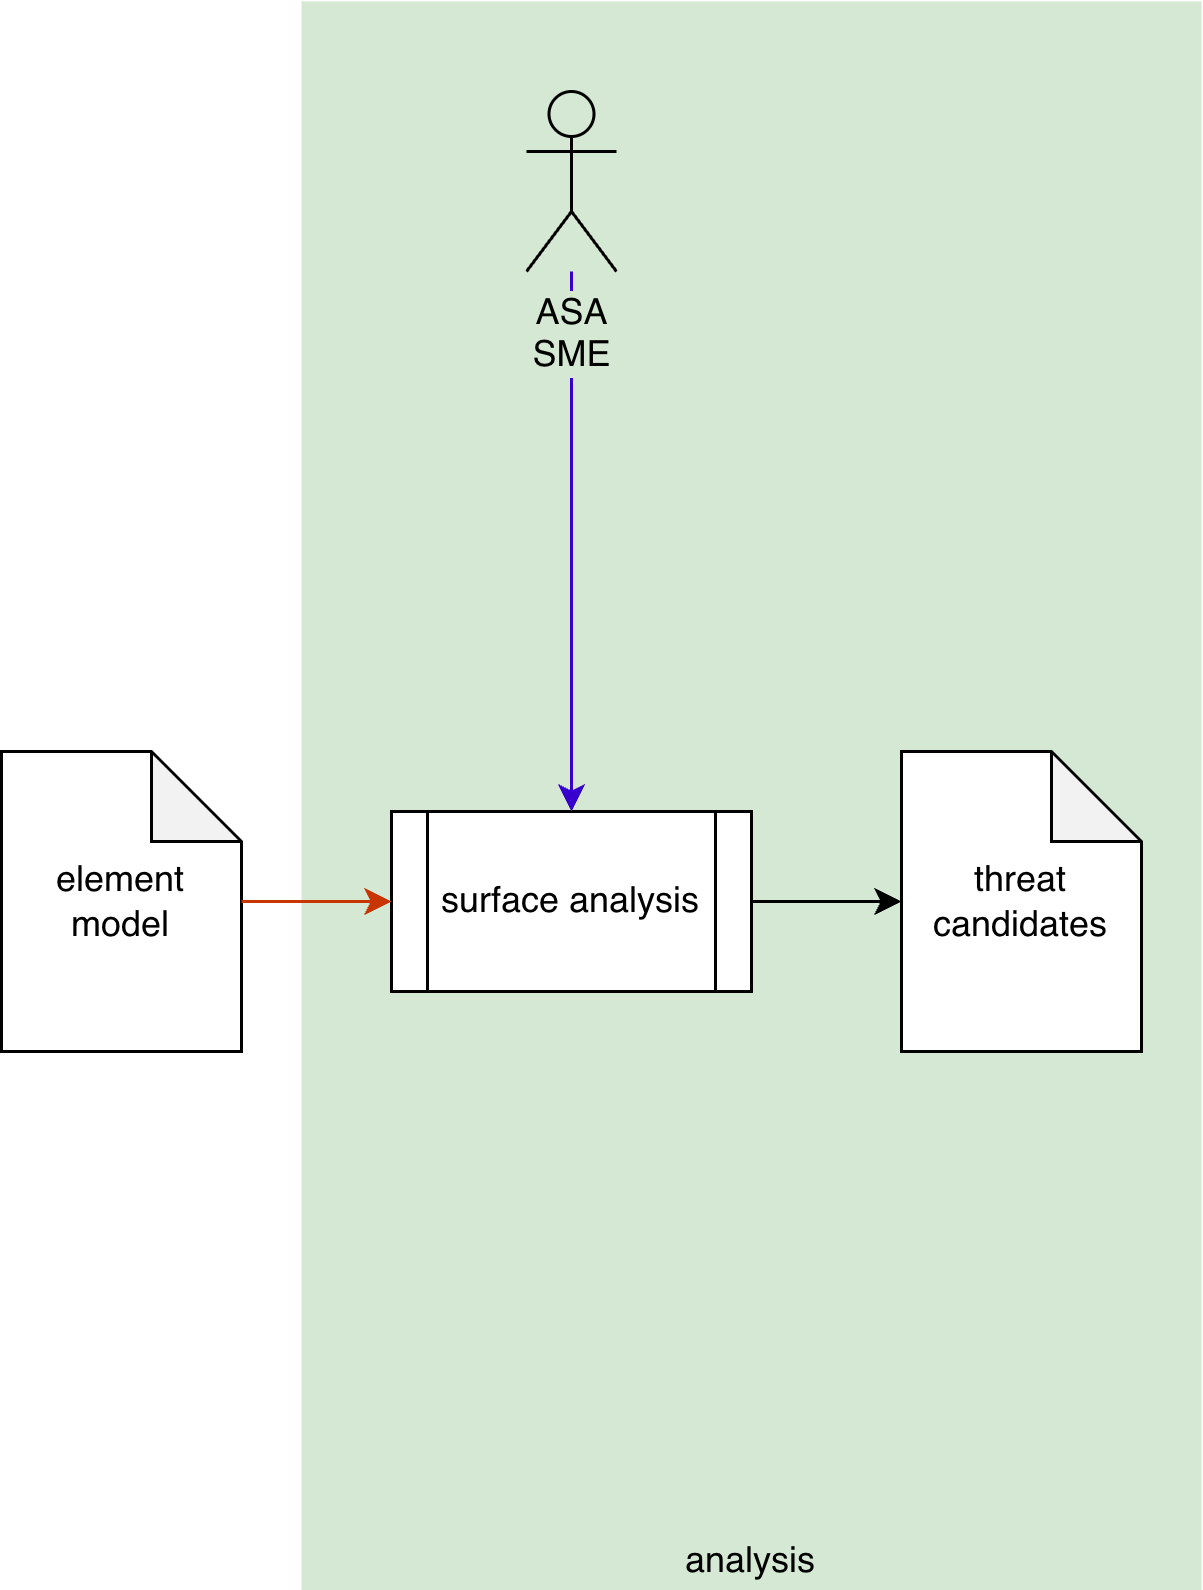 ASA
SME
element
model
surface analysis
threat
candidates
analysis